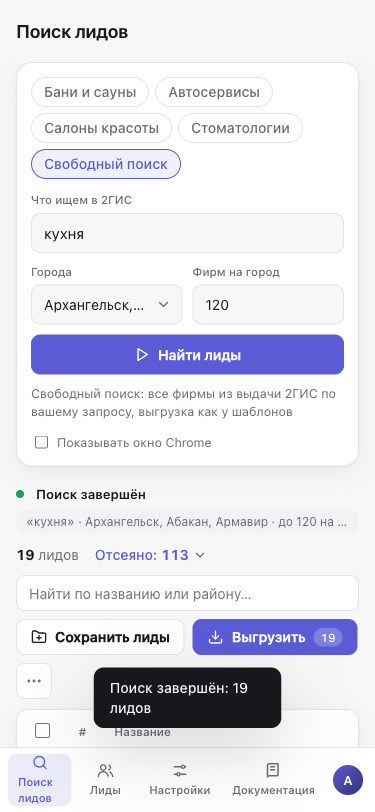 Поиск лидов
Бани и сауны
Автосервисы
Салоны красоты
Стоматологии
Свободный поиск
Что ищем в 2ГИС
кухня
Города
Фирм на город
Архангельск,...
120
Найти лиды
Свободный поиск: все фирмы из выдачи 2ГИС по
вашему запросу, выгрузка как у шаблонов
Показывать окно Chrome
Поиск завершён
«кухня» · Архангельск, Абакан, Армавир · до 120 на ...
19 лидов
Отсеяно: 113
Найти по названию или району...
Сохранить лиды
Выгрузить 19
Поиск завершён: 19
лидов
#
Название
Поиск
лидов
Лиды
Настройки
Документация
A